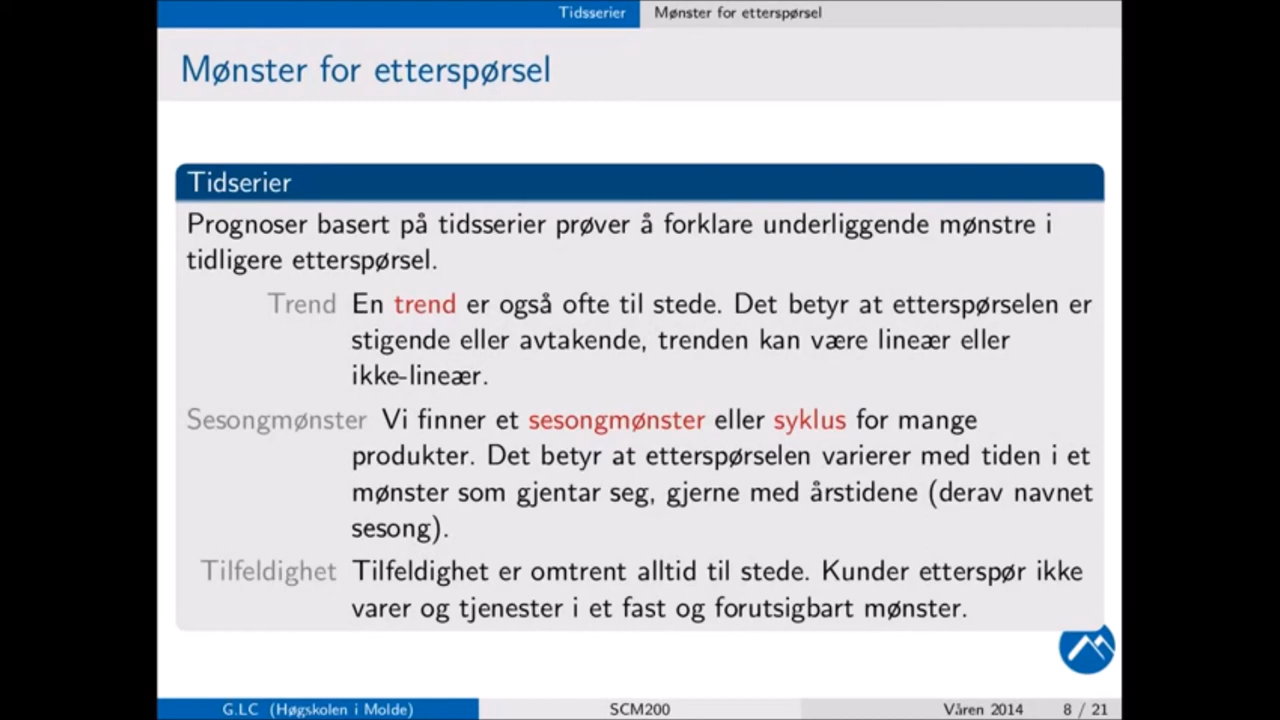 Tidsserier Mønster for etterspørsel
Mønster for etterspørsel
Tidserier
Prognoser basert på tidsserier prøver å forklare underliggende mønstre i
tidligere etterspørsel.
Trend En trend er også ofte til stede. Det betyr at etterspørselen er
stigende eller avtakende, trenden kan være lineær eller
ikke-lineær.
Sesongmønster Vi finner et sesongmønster eller syklus for mange
produkter. Det betyr at etterspørselen varierer med tiden i et
mønster som gjentar seg, gjerne med årstidene (derav navnet
sesong).
Tilfeldighet Tilfeldighet er omtrent alltid til stede. Kunder etterspør ikke
varer og tjenester i et fast og forutsigbart mønster.
G.LC (Høgskolen i Molde) SCM200 Våren 2014 8 / 21